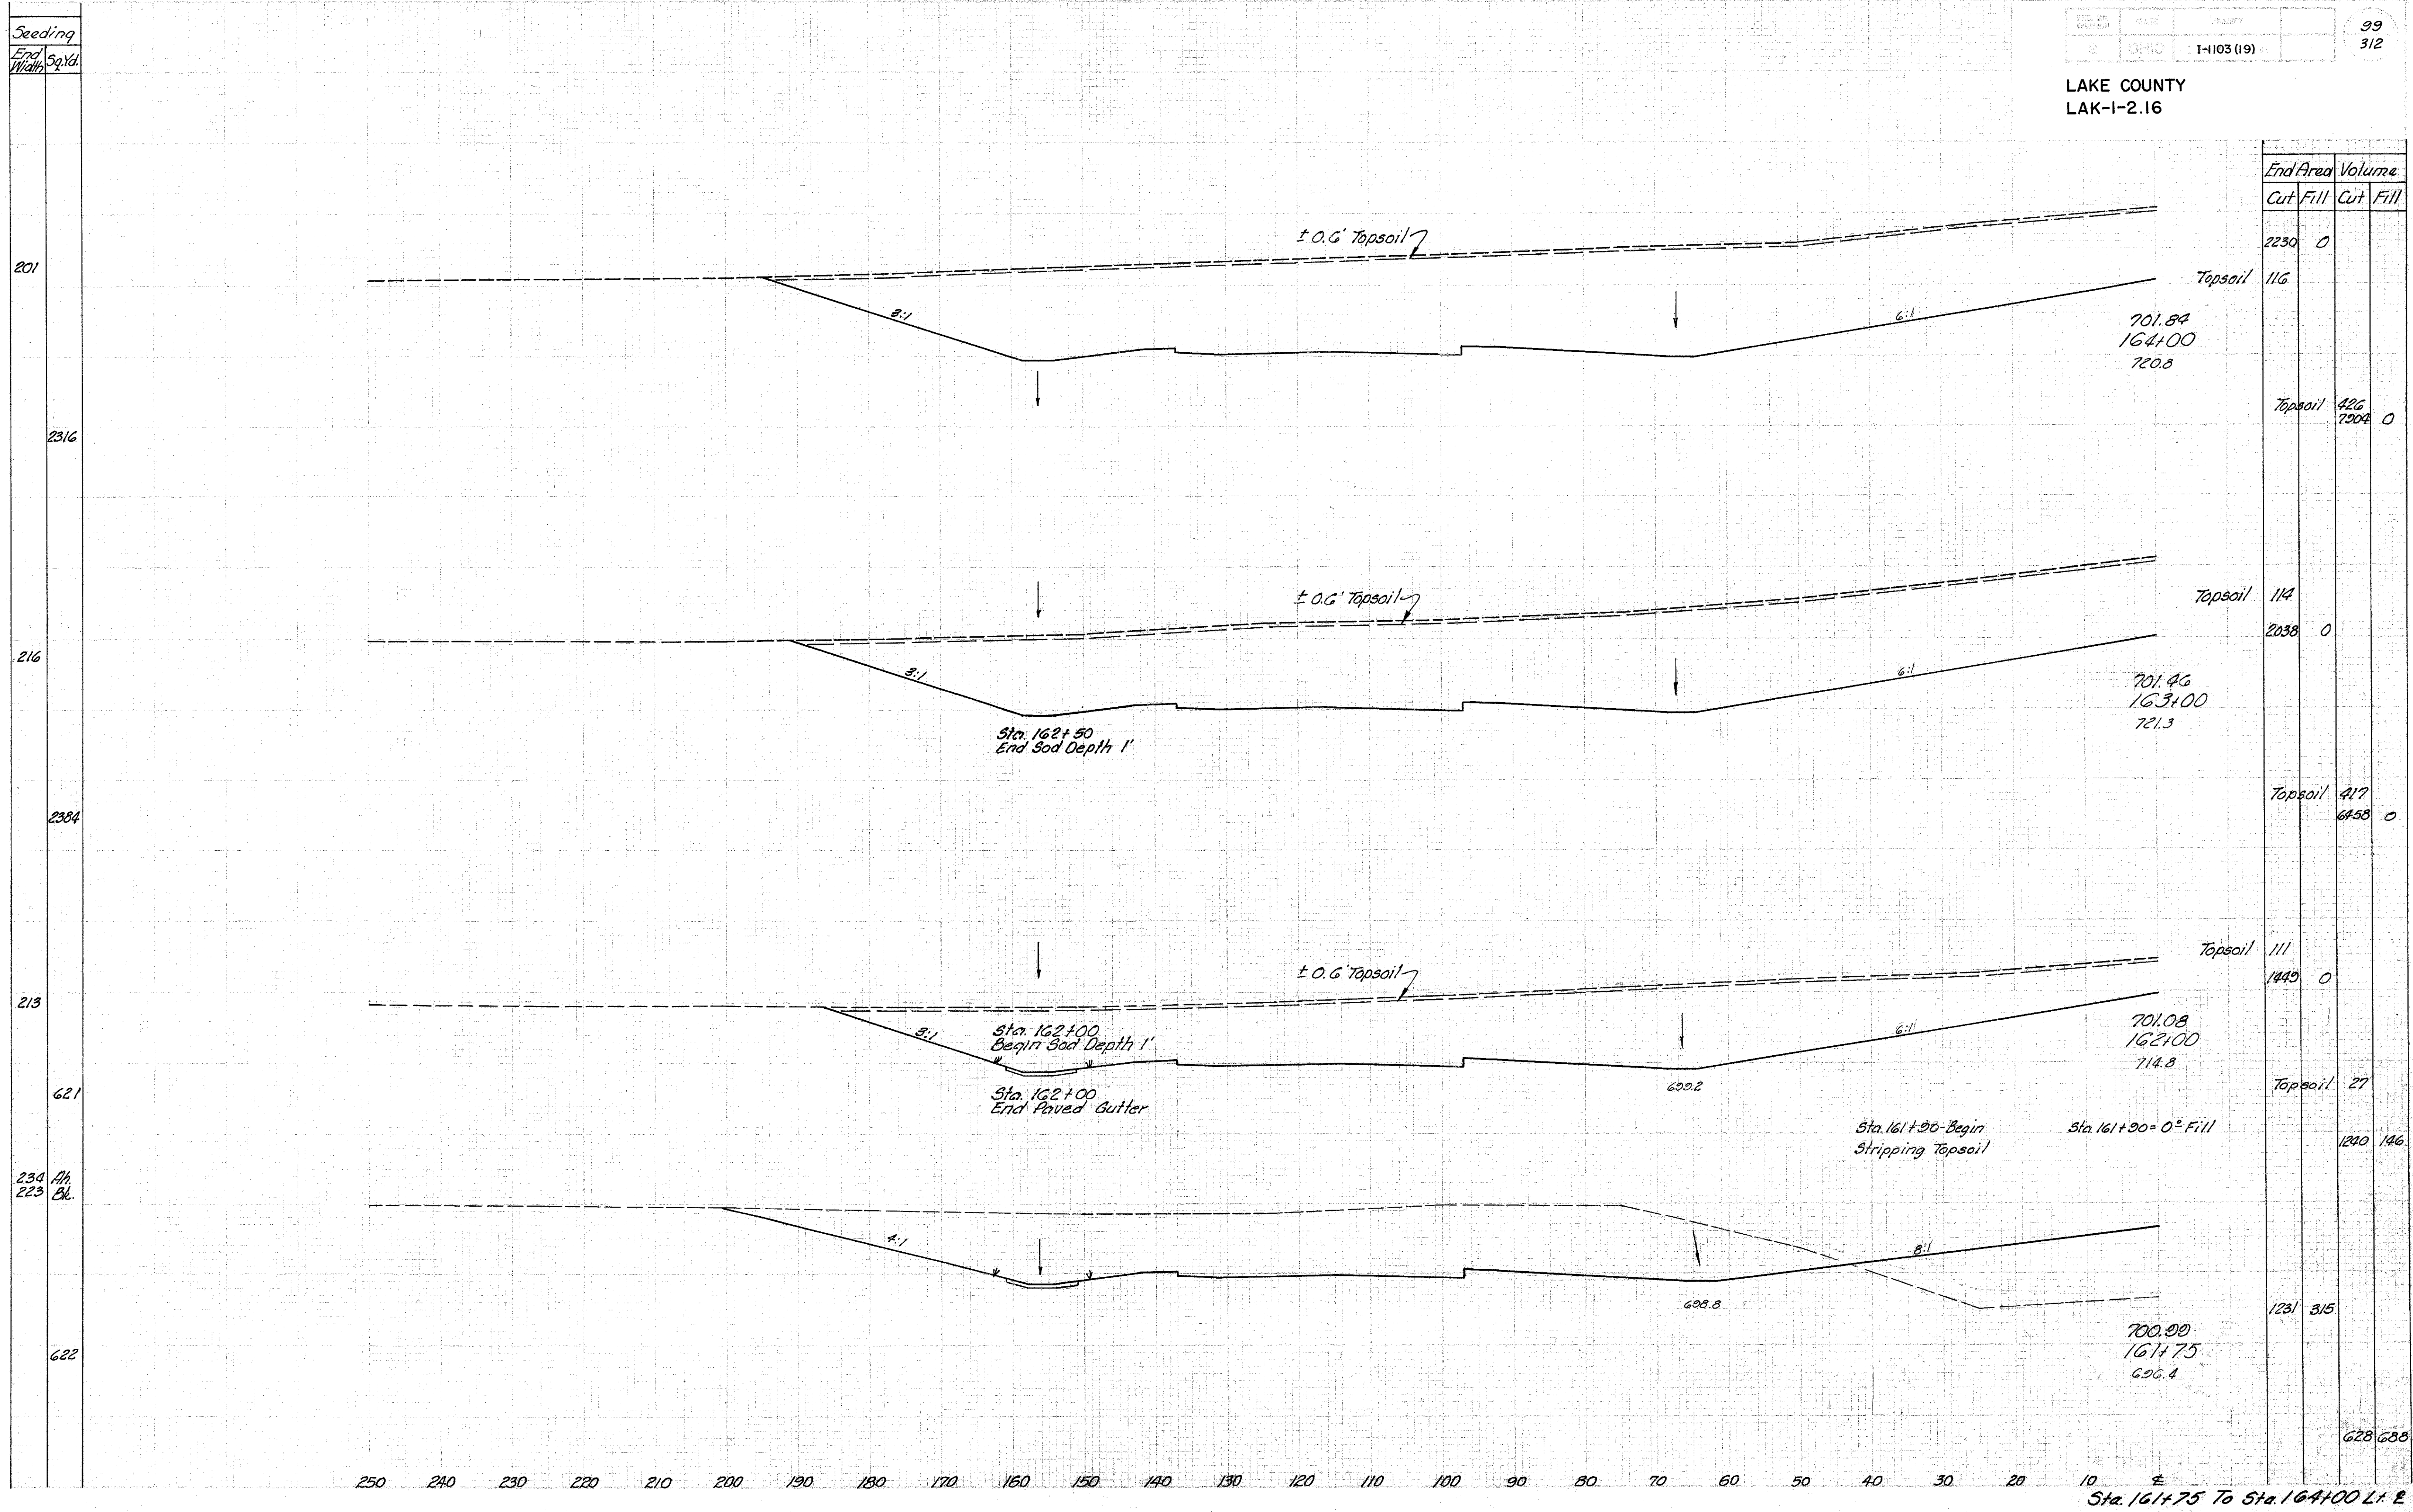 Seeding
End Width Sq.Yd.
OHIO I-1103(19)
99
312
LAKE COUNTY
LAK-1-2.16
End Area Volume
Cut Fill Cut Fill
± 0.6' Topsoil
2230 0
201
Topsoil 116
3:1
6:1
701.84
164+00
720.8
Topsoil 426
7904 0
2316
± 0.6' Topsoil
Topsoil 114
2038 0
216
3:1
6:1
701.46
163+00
721.3
Sta. 162+50
End Sod Depth 1'
Topsoil 417
6458 0
2384
± 0.6' Topsoil
Topsoil 111
1449 0
213
3:1
Sta. 162+00
Begin Sod Depth 1'
6:1
701.08
162+00
714.8
699.2
Sta. 162+00
End Paved Gutter
Topsoil 27
621
Sta. 161+90-Begin
Stripping Topsoil
Sta. 161+90= 0± Fill
1240 146
234 Ah.
223 Bk.
4:1
8:1
698.8
1231 315
700.99
161+75
696.4
622
628 688
250 240 230 220 210 200 190 180 170 160 150 140 130 120 110 100 90 80 70 60 50 40 30 20 10 ℄
Sta. 161+75 To Sta. 164+00 Lt. ℄